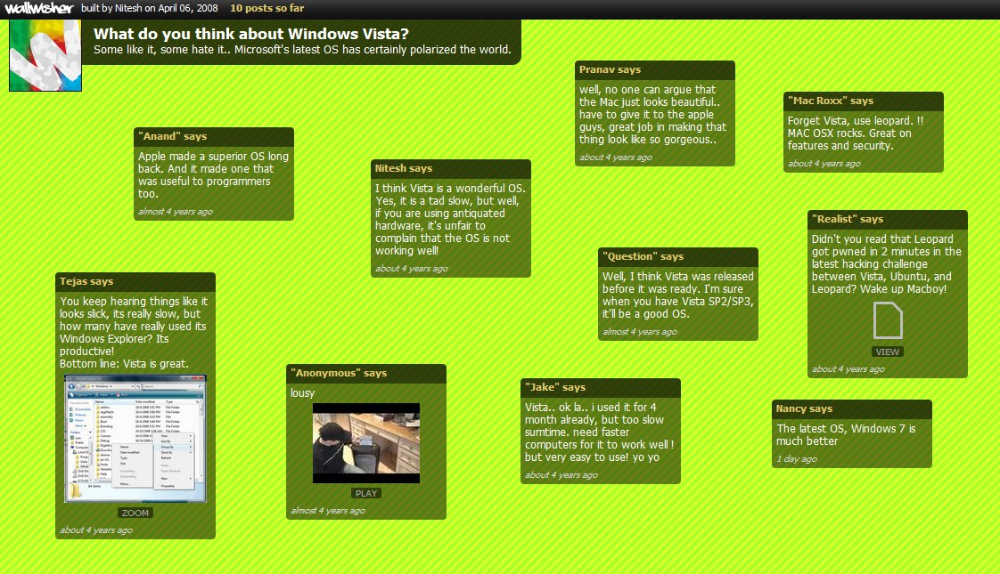 wallwisher built by Nitesh on April 06, 2008 10 posts so far
What do you think about Windows Vista?
Some like it, some hate it.. Microsoft's latest OS has certainly polarized the world.
Pranav says
well, no one can argue that
the Mac just looks beautiful..
have to give it to the apple
guys, great job in making that
thing look like so gorgeous..
about 4 years ago
"Mac Roxx" says
Forget Vista, use leopard. !!
MAC OSX rocks. Great on
features and security.
about 4 years ago
"Anand" says
Apple made a superior OS long
back. And it made one that
was useful to programmers
too.
almost 4 years ago
Nitesh says
I think Vista is a wonderful OS.
Yes, it is a tad slow, but well,
if you are using antiquated
hardware, it's unfair to
complain that the OS is not
working well!
about 4 years ago
"Realist" says
Didn't you read that Leopard
got pwned in 2 minutes in the
latest hacking challenge
between Vista, Ubuntu, and
Leopard? Wake up Macboy!
VIEW
about 4 years ago
"Question" says
Well, I think Vista was released
before it was ready. I'm sure
when you have Vista SP2/SP3,
it'll be a good OS.
almost 4 years ago
Tejas says
You keep hearing things like it
looks slick, its really slow, but
how many have really used its
Windows Explorer? Its
productive!
Bottom line: Vista is great.
ZOOM
about 4 years ago
"Anonymous" says
lousy
PLAY
almost 4 years ago
"Jake" says
Vista.. ok la.. i used it for 4
month already, but too slow
sumtime. need faster
computers for it to work well !
but very easy to use! yo yo
about 4 years ago
Nancy says
The latest OS, Windows 7 is
much better
1 day ago